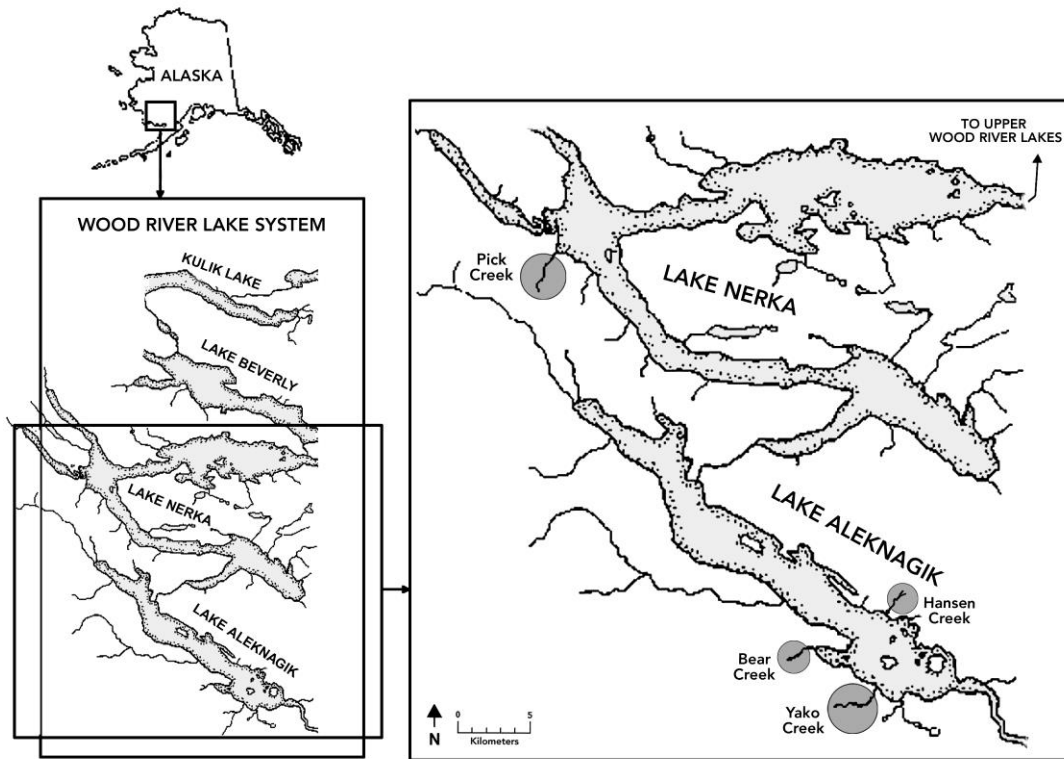 ALASKA
WOOD RIVER LAKE SYSTEM
KULIK LAKE
LAKE BEVERLY
LAKE NERKA
LAKE ALEKNAGIK
TO UPPER
WOOD RIVER LAKES
Pick
Creek
LAKE NERKA
LAKE ALEKNAGIK
Hansen
Creek
Bear
Creek
Yako
Creek
N
0 5
Kilometers